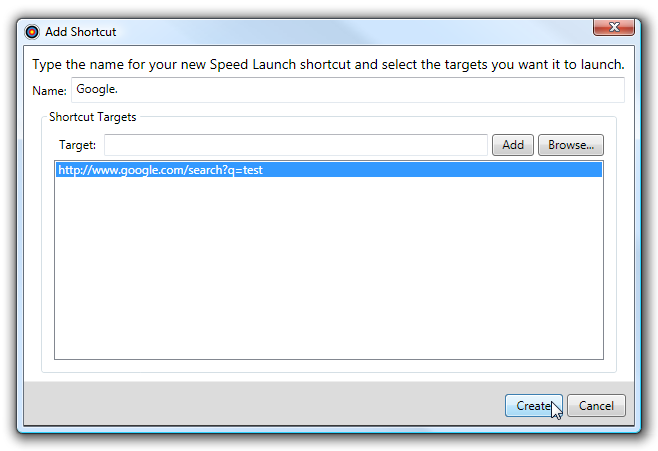 Add Shortcut
Type the name for your new Speed Launch shortcut and select the targets you want it to launch.
Name: Google.
Shortcut Targets
Target: Add Browse...
http://www.google.com/search?q=test
Create Cancel